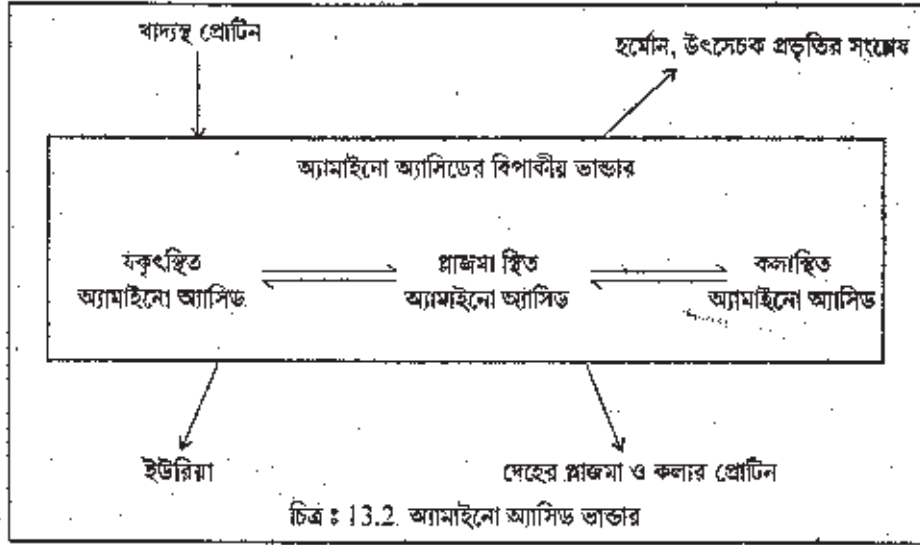 খাদ্যস্থ প্রোটিন
হর্মোন, উৎসেচক প্রভৃতির সংশ্লেষ
অ্যামাইনো অ্যাসিডের বিপাকীয় ভান্ডার
যকৃৎস্থিত প্লাজমা স্থিত কলাস্থিত
অ্যামাইনো অ্যাসিড অ্যামাইনো অ্যাসিড অ্যামাইনো অ্যাসিড
ইউরিয়া দেহের প্লাজমা ও কলার প্রোটিন
চিত্র : 13.2. অ্যামাইনো অ্যাসিড ভান্ডার